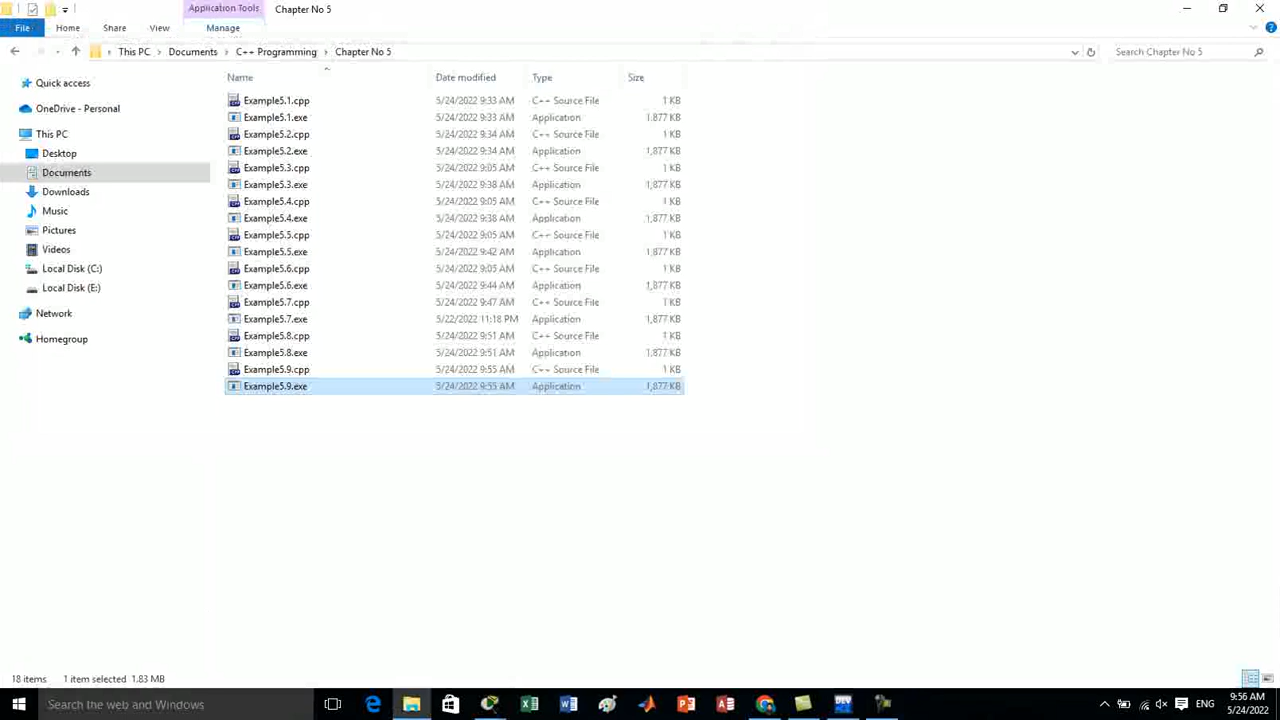 Application Tools Chapter No 5
File Home Share View Manage
This PC Documents C++ Programming Chapter No 5 Search Chapter No 5
Name Date modified Type Size
Quick access
OneDrive - Personal
This PC
Desktop
Documents
Downloads
Music
Pictures
Videos
Local Disk (C:)
Local Disk (E:)
Network
Homegroup
Example5.1.cpp 5/24/2022 9:33 AM C++ Source File 1 KB
Example5.1.exe 5/24/2022 9:33 AM Application 1,877 KB
Example5.2.cpp 5/24/2022 9:34 AM C++ Source File 1 KB
Example5.2.exe 5/24/2022 9:34 AM Application 1,877 KB
Example5.3.cpp 5/24/2022 9:05 AM C++ Source File 1 KB
Example5.3.exe 5/24/2022 9:38 AM Application 1,877 KB
Example5.4.cpp 5/24/2022 9:05 AM C++ Source File 1 KB
Example5.4.exe 5/24/2022 9:38 AM Application 1,877 KB
Example5.5.cpp 5/24/2022 9:05 AM C++ Source File 1 KB
Example5.5.exe 5/24/2022 9:42 AM Application 1,877 KB
Example5.6.cpp 5/24/2022 9:05 AM C++ Source File 1 KB
Example5.6.exe 5/24/2022 9:44 AM Application 1,877 KB
Example5.7.cpp 5/24/2022 9:47 AM C++ Source File 1 KB
Example5.7.exe 5/22/2022 11:18 PM Application 1,877 KB
Example5.8.cpp 5/24/2022 9:51 AM C++ Source File 1 KB
Example5.8.exe 5/24/2022 9:51 AM Application 1,877 KB
Example5.9.cpp 5/24/2022 9:55 AM C++ Source File 1 KB
Example5.9.exe 5/24/2022 9:55 AM Application 1,877 KB
18 items 1 item selected 1.83 MB
Search the web and Windows
ENG
9:56 AM
5/24/2022